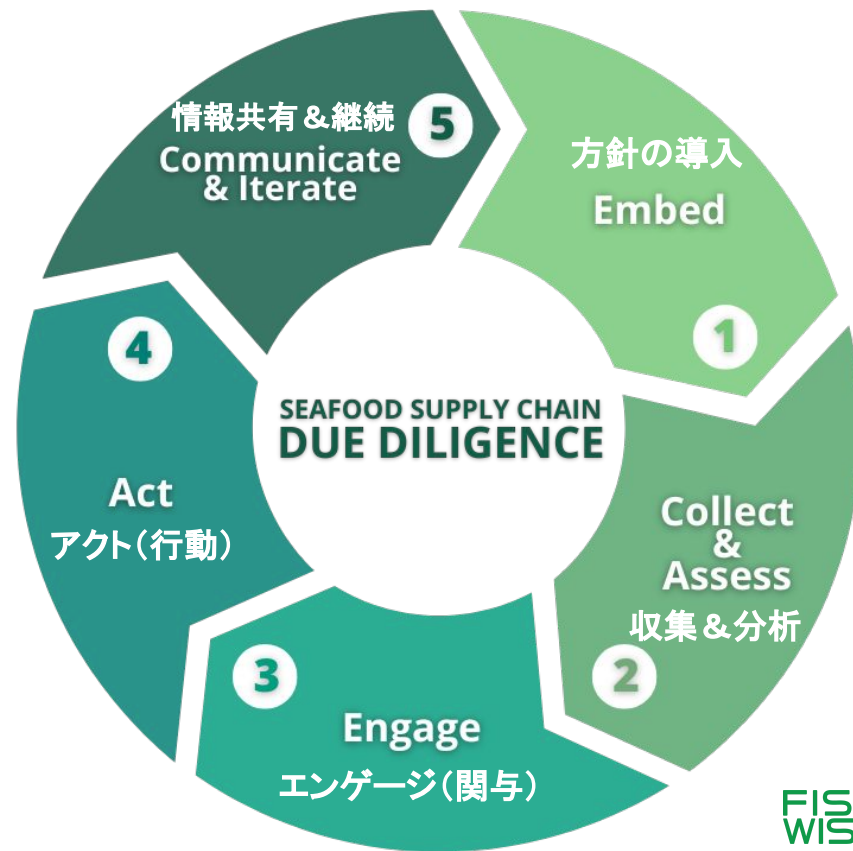 SEAFOOD SUPPLY CHAIN
DUE DILIGENCE
方針の導入
Embed
1
Collect
&
Assess
収集＆分析
2
3
Engage
エンゲージ（関与）
4
Act
アクト（行動）
情報共有＆継続
5
Communicate
& Iterate
FIS
WIS